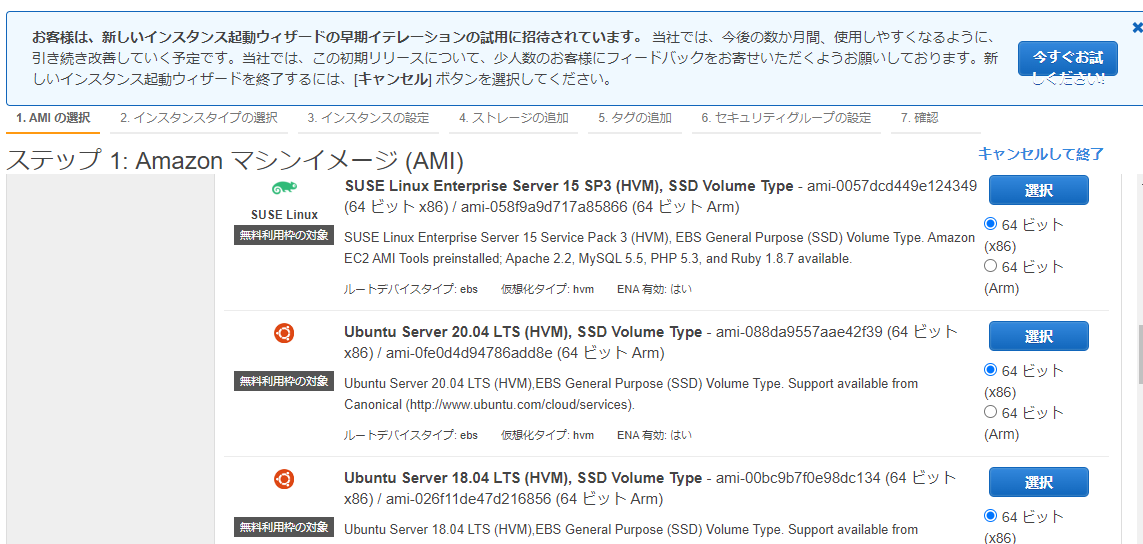 お客様は、新しいインスタンス起動ウィザードの早期イテレーションの試用に招待されています。 当社では、今後の数か月間、使用しやすくなるように、
引き続き改善していく予定です。当社では、この初期リリースについて、少人数のお客様にフィードバックをお寄せいただくようお願いしております。新
しいインスタンス起動ウィザードを終了するには、[キャンセル] ボタンを選択してください。
今すぐお試
しください!
1. AMI の選択 2. インスタンスタイプの選択 3. インスタンスの設定 4. ストレージの追加 5. タグの追加 6. セキュリティグループの設定 7. 確認
ステップ 1: Amazon マシンイメージ (AMI)
キャンセルして終了
SUSE Linux
無料利用枠の対象
SUSE Linux Enterprise Server 15 SP3 (HVM), SSD Volume Type - ami-0057dcd449e124349
(64 ビット x86) / ami-058f9a9d717a85866 (64 ビット Arm)
SUSE Linux Enterprise Server 15 Service Pack 3 (HVM), EBS General Purpose (SSD) Volume Type. Amazon
EC2 AMI Tools preinstalled; Apache 2.2, MySQL 5.5, PHP 5.3, and Ruby 1.8.7 available.
ルートデバイスタイプ: ebs 仮想化タイプ: hvm ENA 有効: はい
選択
64 ビット
(x86)
64 ビット
(Arm)
無料利用枠の対象
Ubuntu Server 20.04 LTS (HVM), SSD Volume Type - ami-088da9557aae42f39 (64 ビット
x86) / ami-0fe0d4d94786add8e (64 ビット Arm)
Ubuntu Server 20.04 LTS (HVM),EBS General Purpose (SSD) Volume Type. Support available from
Canonical (http://www.ubuntu.com/cloud/services).
ルートデバイスタイプ: ebs 仮想化タイプ: hvm ENA 有効: はい
選択
64 ビット
(x86)
64 ビット
(Arm)
無料利用枠の対象
Ubuntu Server 18.04 LTS (HVM), SSD Volume Type - ami-00bc9b7f0e98dc134 (64 ビット
x86) / ami-026f11de47d216856 (64 ビット Arm)
Ubuntu Server 18.04 LTS (HVM),EBS General Purpose (SSD) Volume Type. Support available from
選択
64 ビット
(x86)